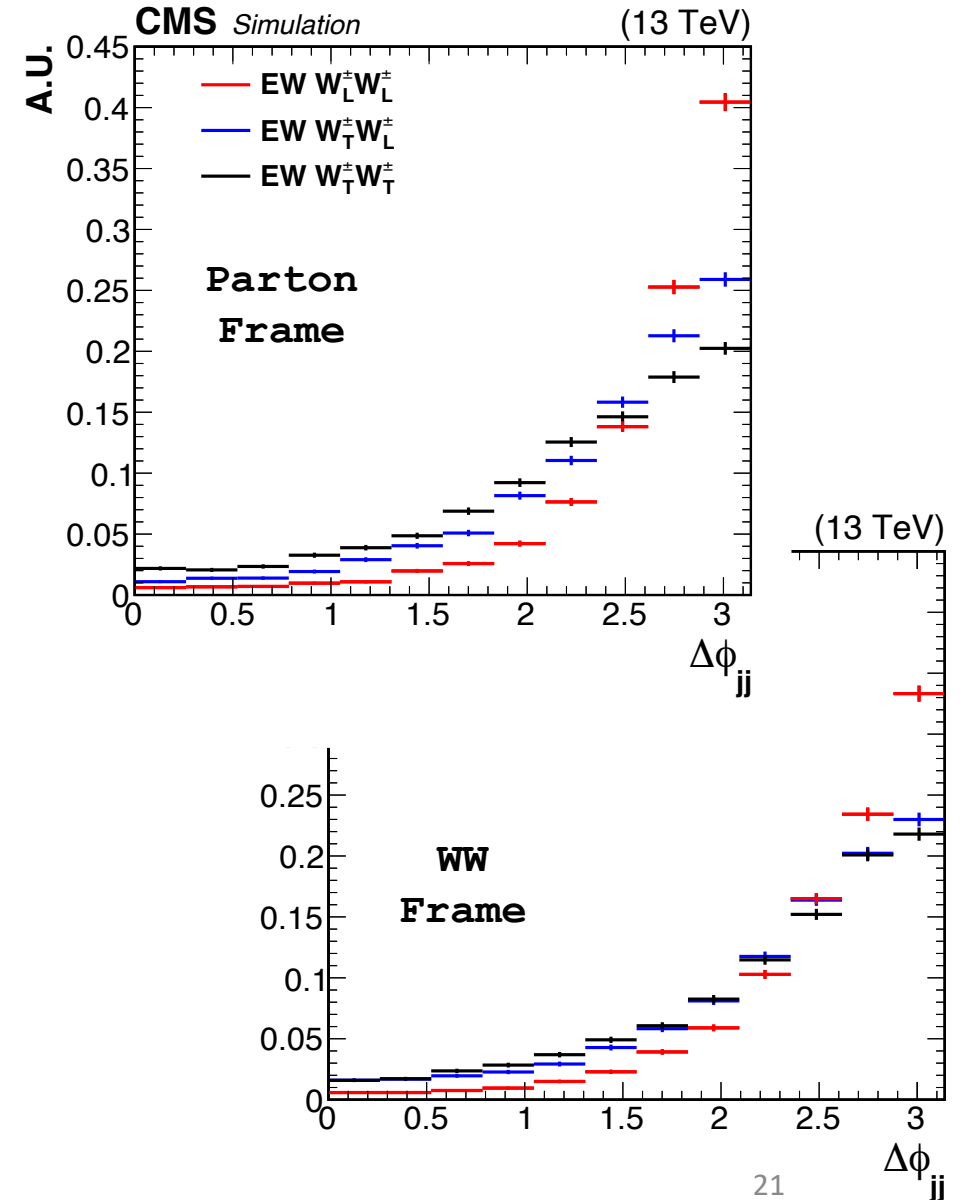 CMS Simulation (13 TeV)
A.U.
0.45
0.4
0.35
0.3
0.25
0.2
0.15
0.1
0.05
0
EW W±L W±L
EW W±T W±L
EW W±T W±T
Parton
Frame
0 0.5 1 1.5 2 2.5 3
Δϕjj
(13 TeV)
0.25
0.2
0.15
0.1
0.05
0
WW
Frame
0 0.5 1 1.5 2 2.5 3
Δϕjj
21